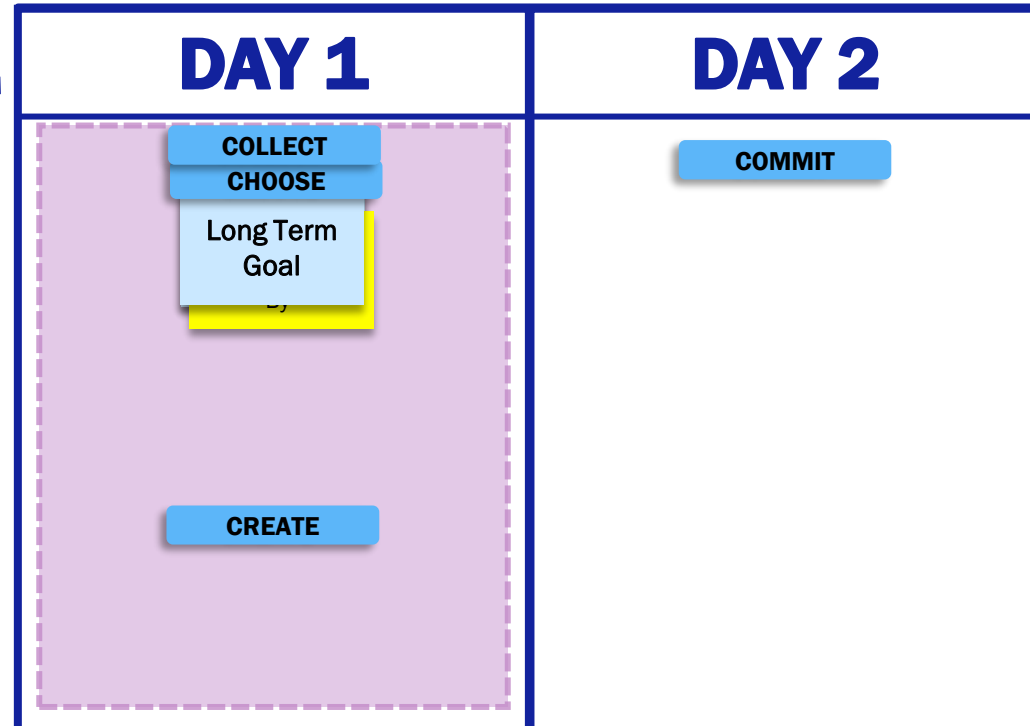 DAY 1
DAY 2
COLLECT
CHOOSE
Long Term
Goal
COMMIT
CREATE